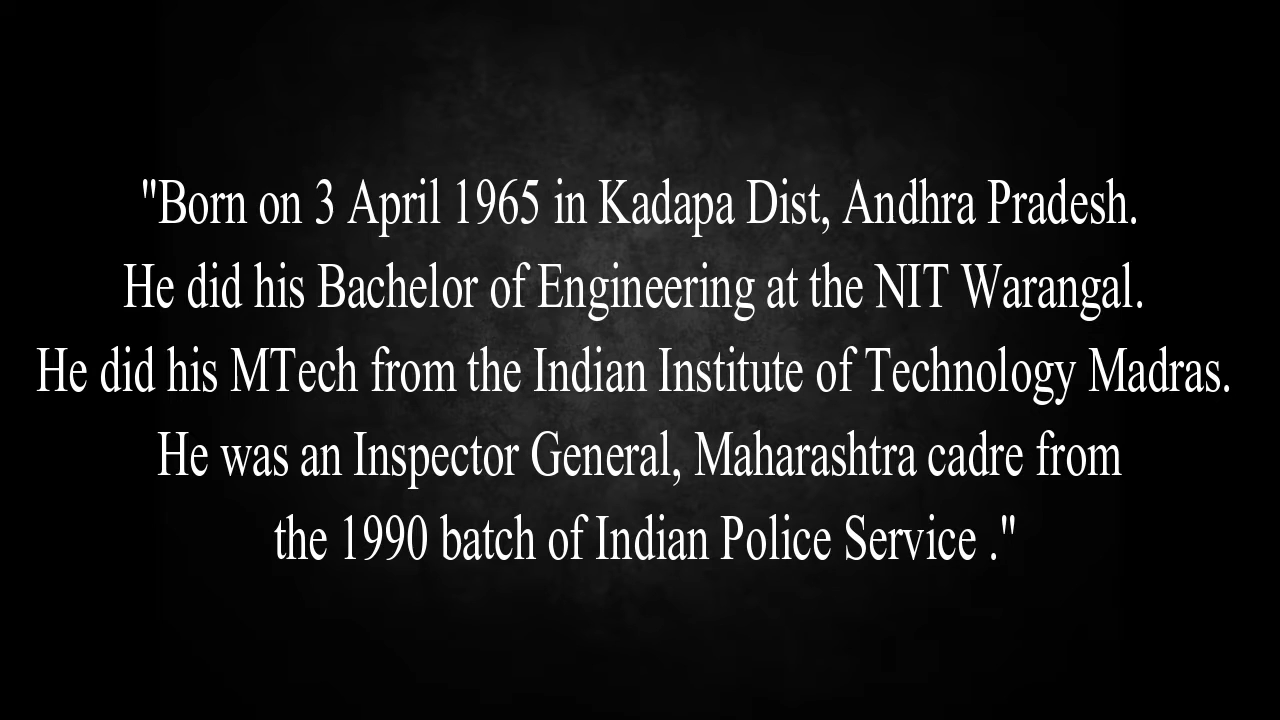 "Born on 3 April 1965 in Kadapa Dist, Andhra Pradesh.
He did his Bachelor of Engineering at the NIT Warangal.
He did his MTech from the Indian Institute of Technology Madras.
He was an Inspector General, Maharashtra cadre from
the 1990 batch of Indian Police Service ."